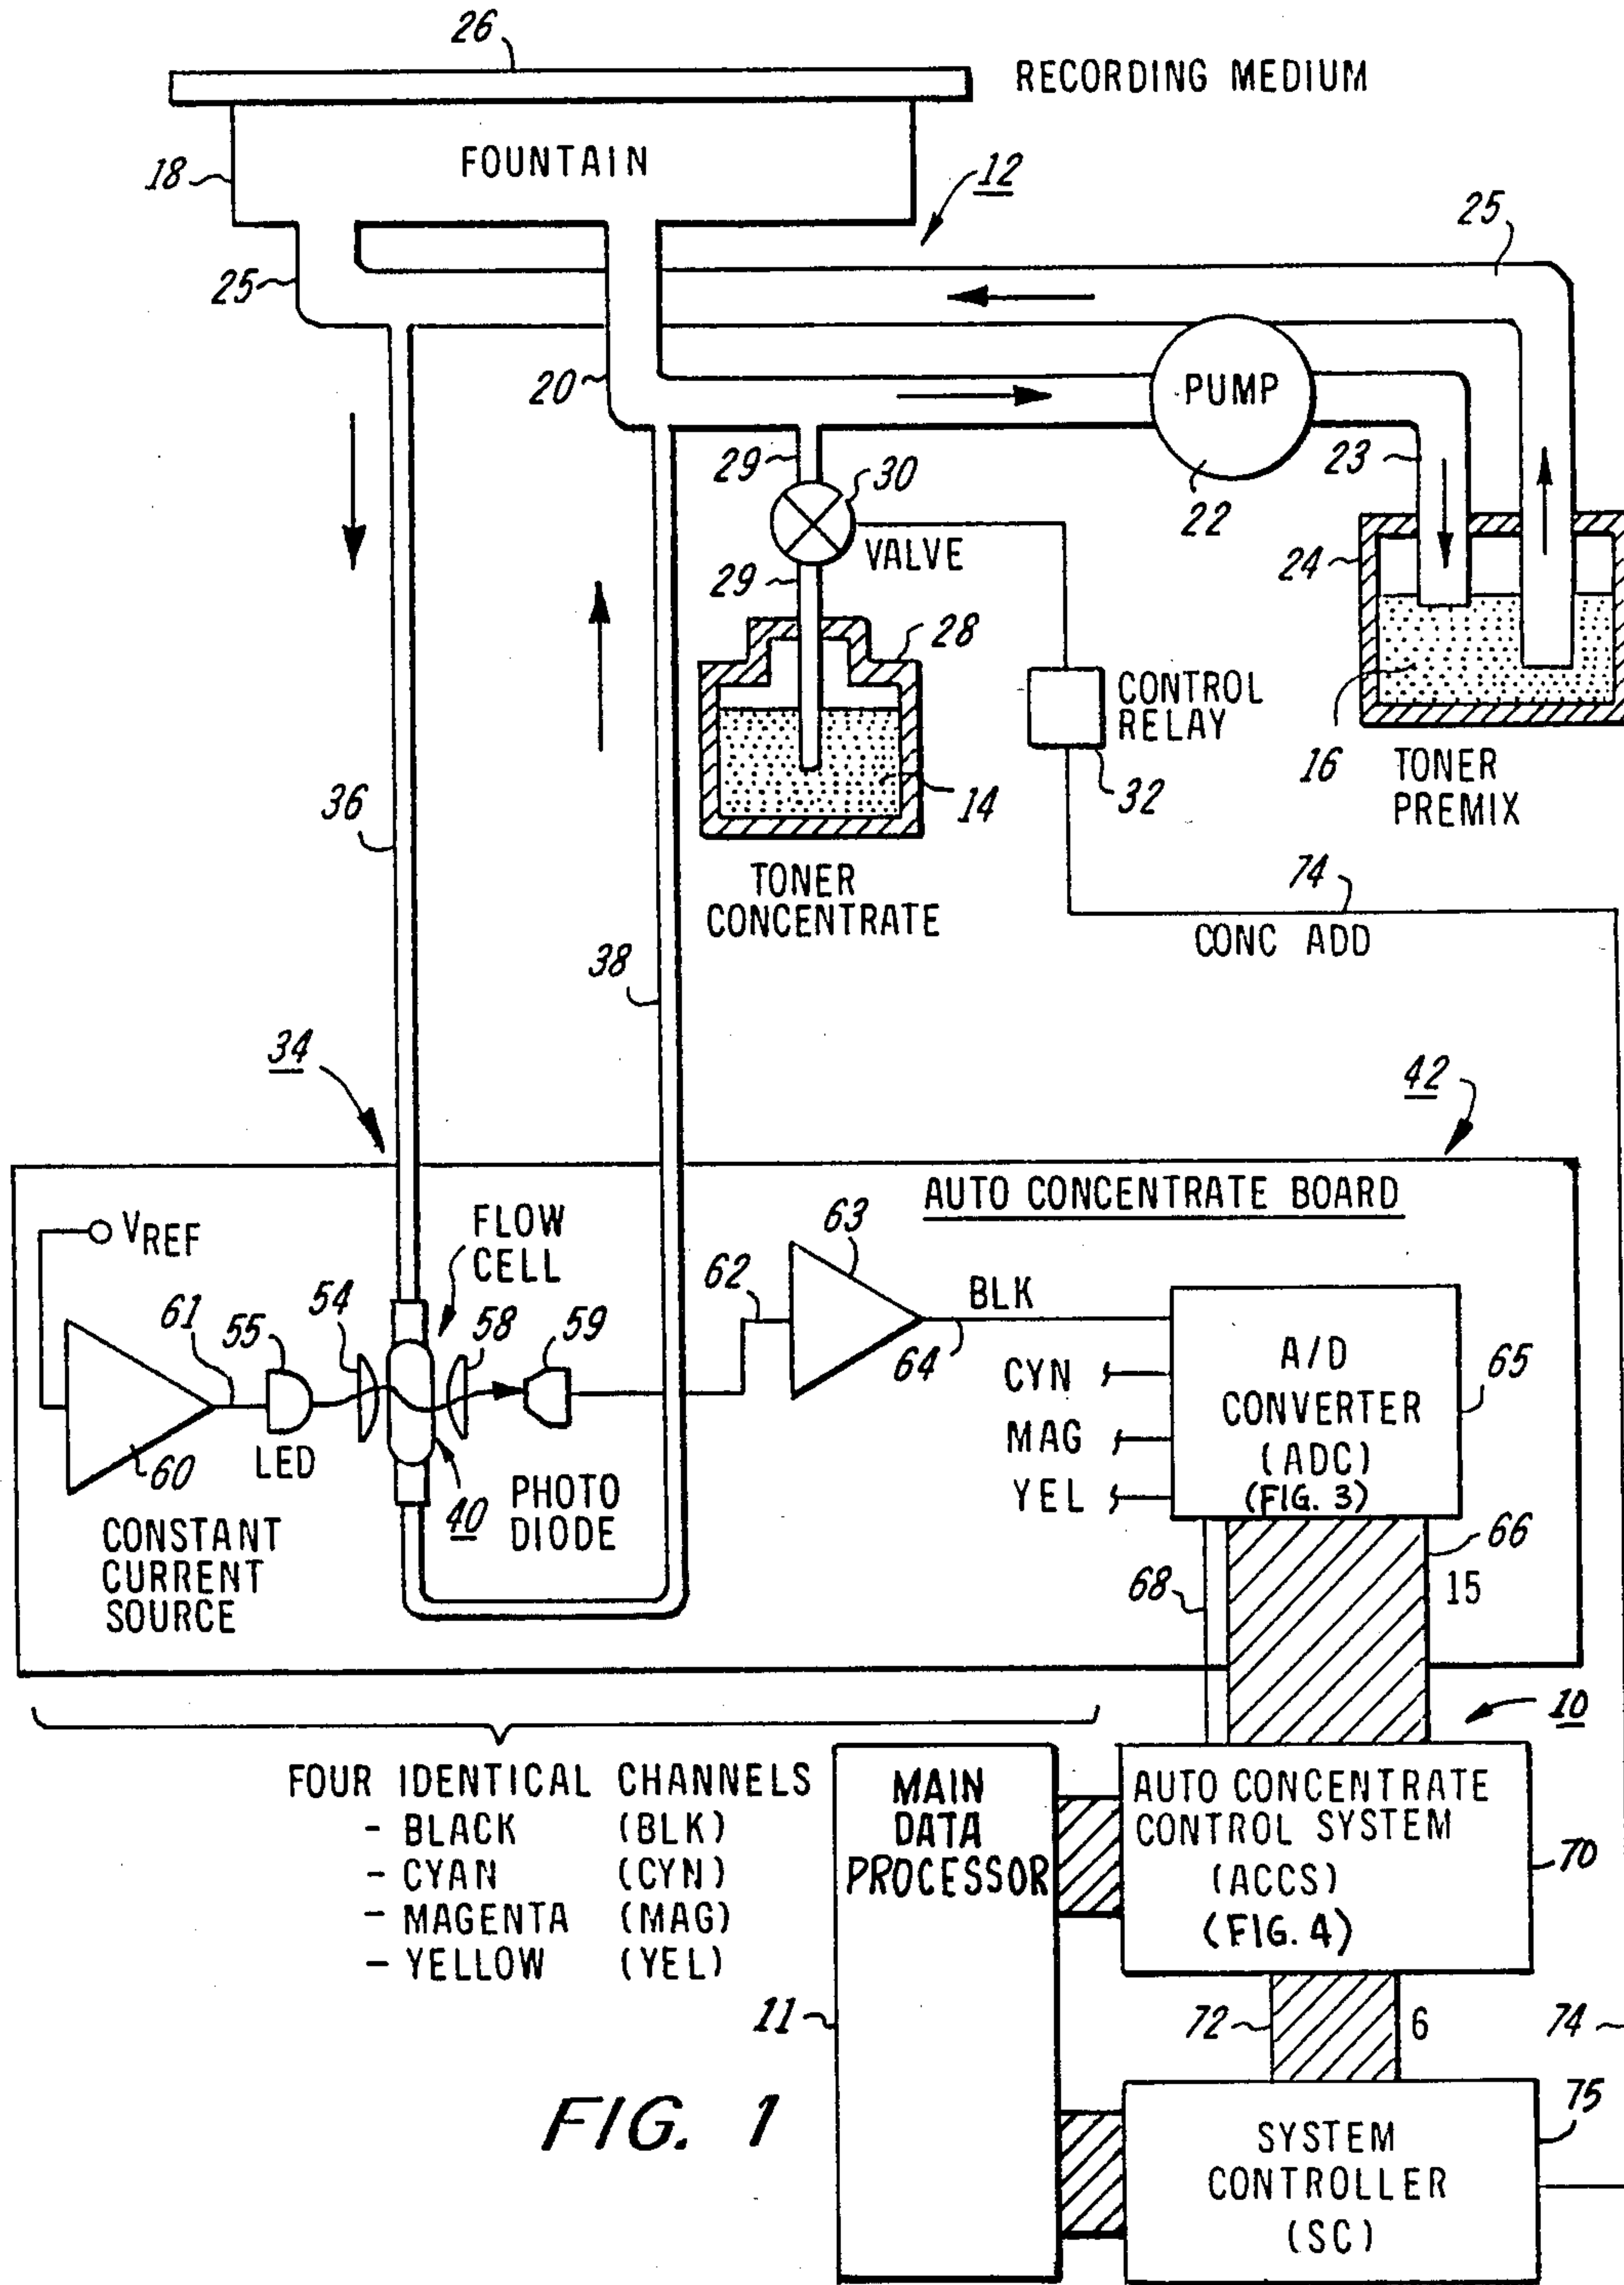 26
RECORDING MEDIUM
18
FOUNTAIN
12
25
25
20
PUMP
22
23
29
30
VALVE
29
24
28
CONTROL
RELAY
32
14
16
TONER
PREMIX
36
TONER
CONCENTRATE
74
CONC ADD
38
34
42
AUTO CONCENTRATE BOARD
VREF
FLOW
CELL
63
62
BLK
64
61
55
54
58
59
A/D
CONVERTER
(ADC)
(FIG. 3)
65
CYN
MAG
YEL
60
LED
40
PHOTO
DIODE
CONSTANT
CURRENT
SOURCE
68
66
15
10
FOUR IDENTICAL CHANNELS
- BLACK (BLK)
- CYAN (CYN)
- MAGENTA (MAG)
- YELLOW (YEL)
MAIN
DATA
PROCESSOR
AUTO CONCENTRATE
CONTROL SYSTEM
(ACCS)
(FIG. 4)
70
11
72
6
74
75
SYSTEM
CONTROLLER
(SC)
FIG. 1